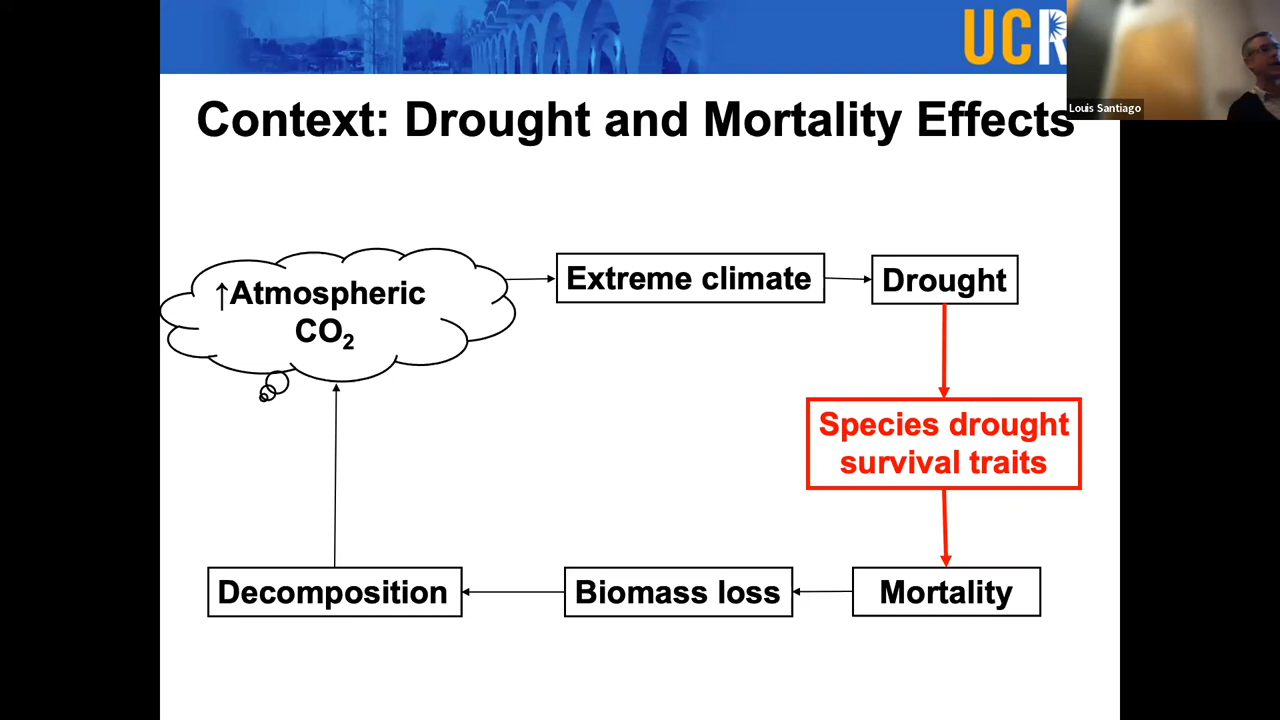 UCR
Louis Santiago
Context: Drought and Mortality Effects
↑Atmospheric
CO₂
Extreme climate
Drought
Species drought
survival traits
Decomposition
Biomass loss
Mortality